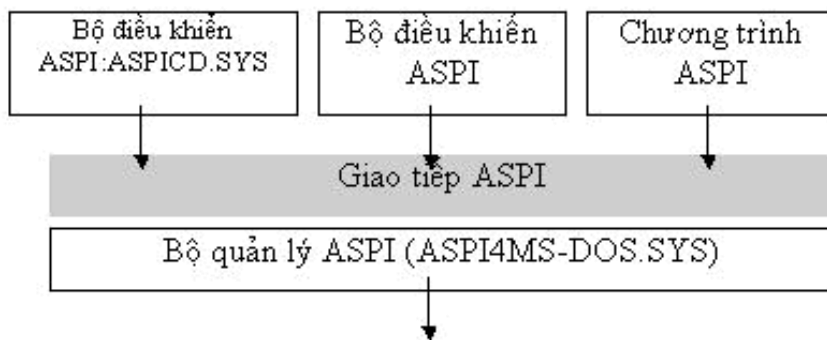 Bộ điều khiển
ASPI:ASPICD.SYS
Bộ điều khiển
ASPI
Chương trình
ASPI
Giao tiếp ASPI
Bộ quản lý ASPI (ASPI4MS-DOS.SYS)